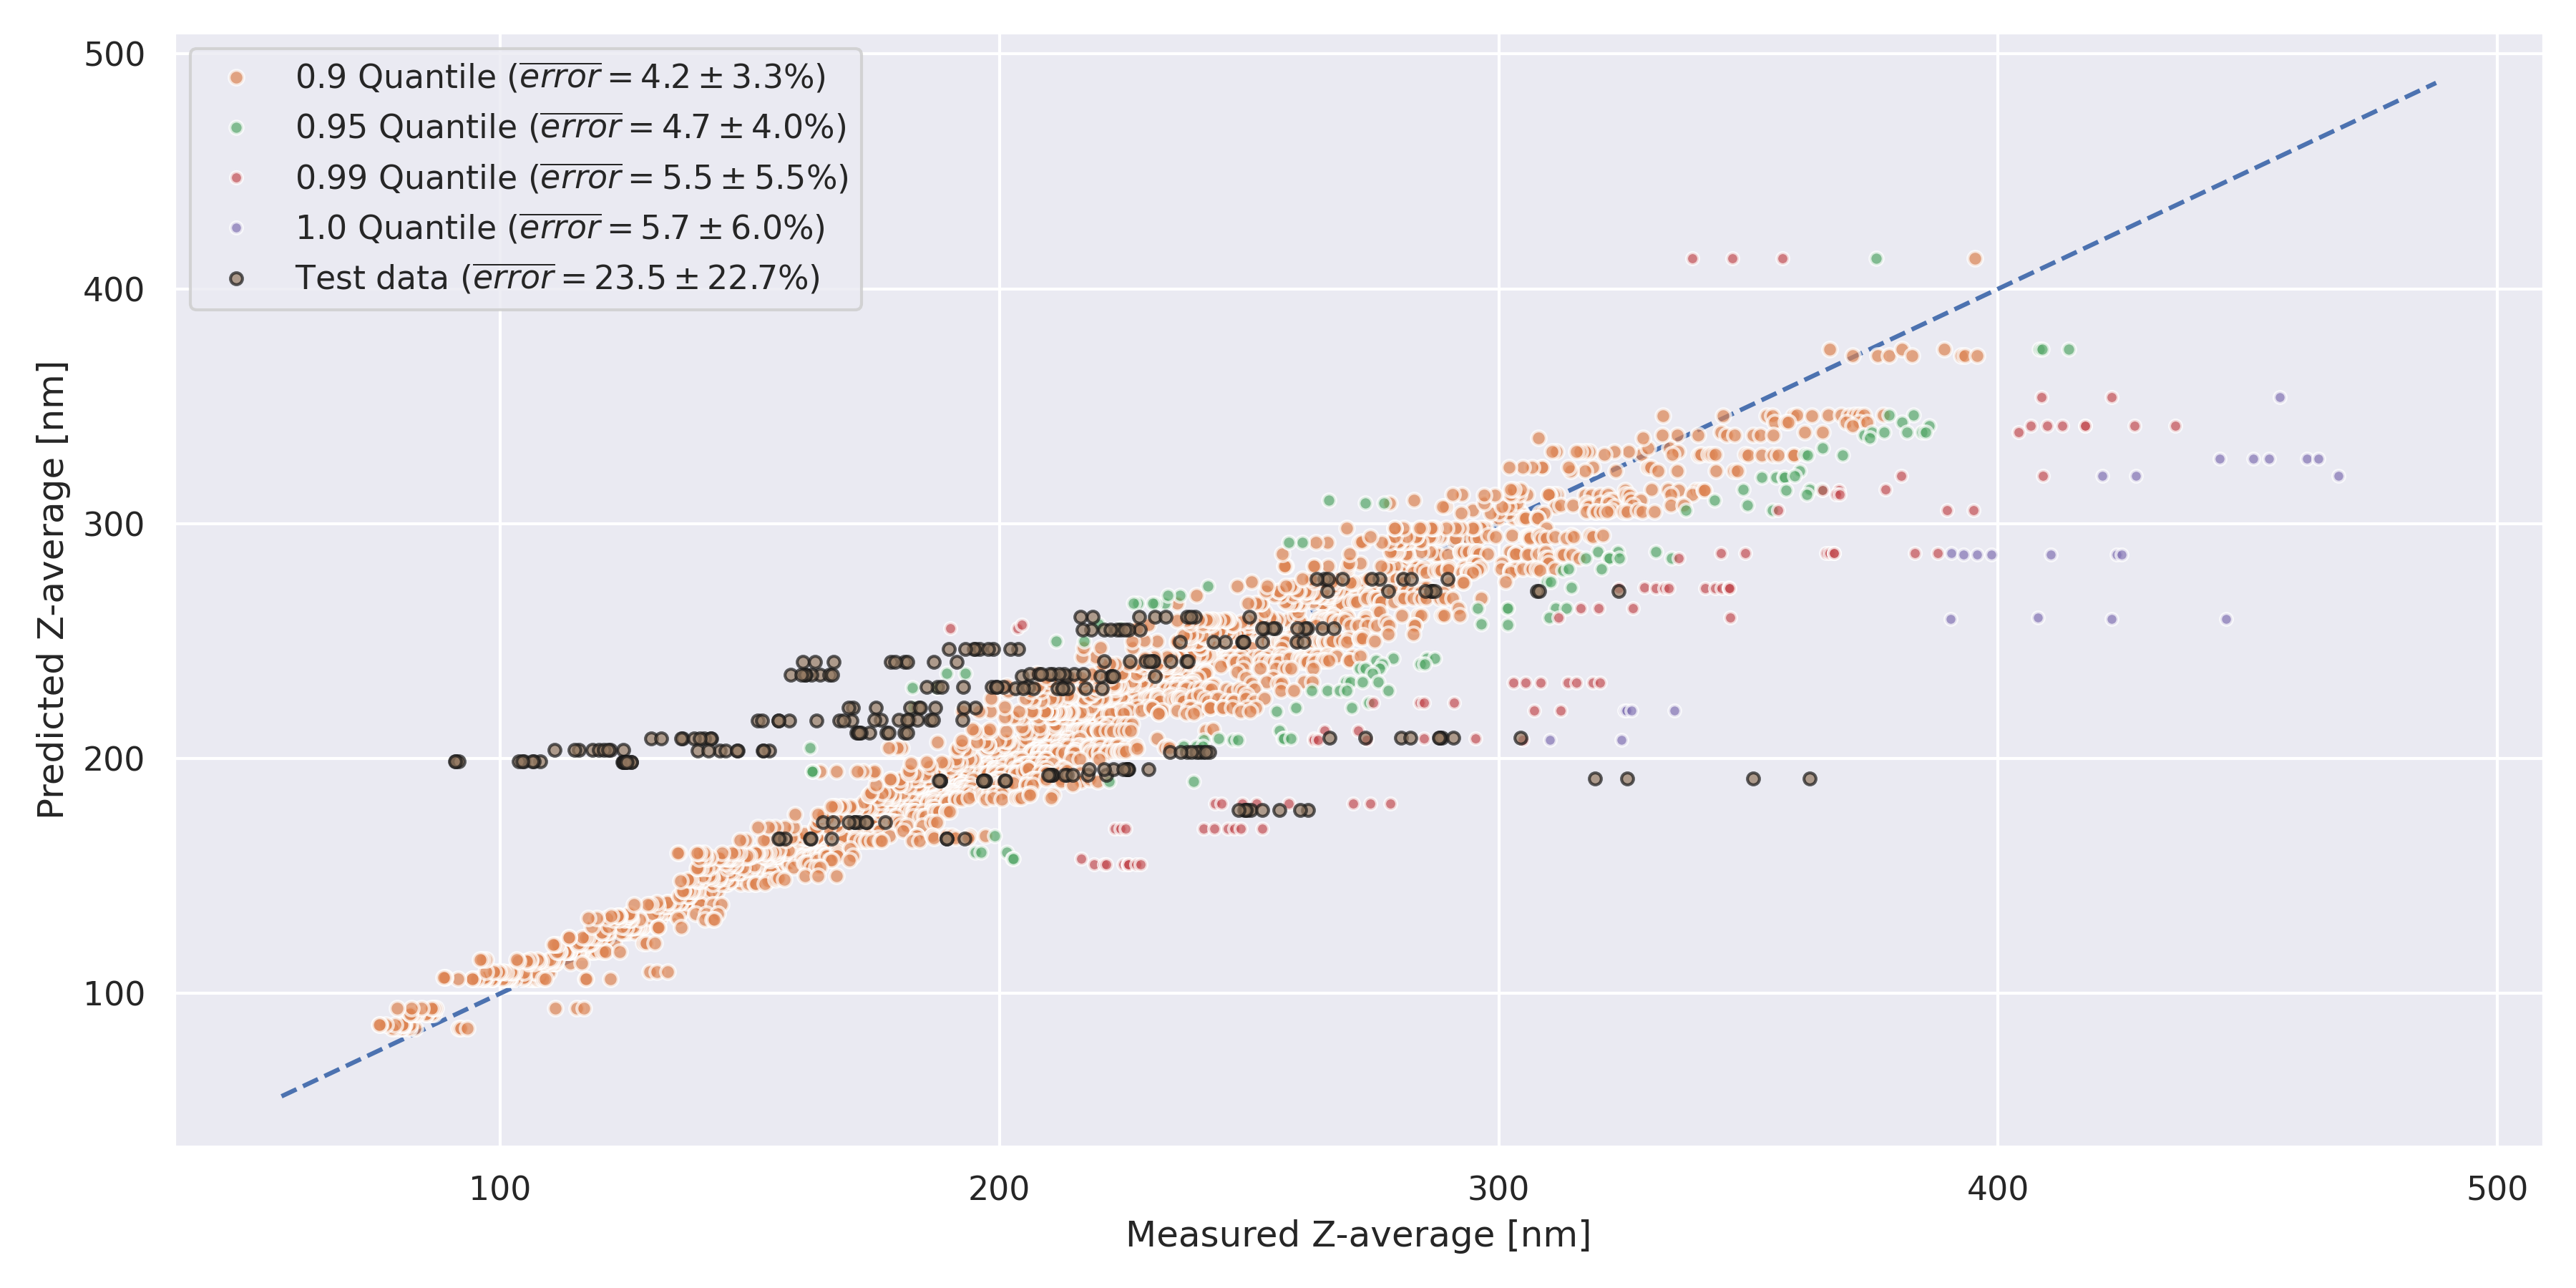 0.9 Quantile (error = 4.2 ± 3.3%)
0.95 Quantile (error = 4.7 ± 4.0%)
0.99 Quantile (error = 5.5 ± 5.5%)
1.0 Quantile (error = 5.7 ± 6.0%)
Test data (error = 23.5 ± 22.7%)
500
400
300
200
100
Predicted Z-average [nm]
100
200
300
400
500
Measured Z-average [nm]